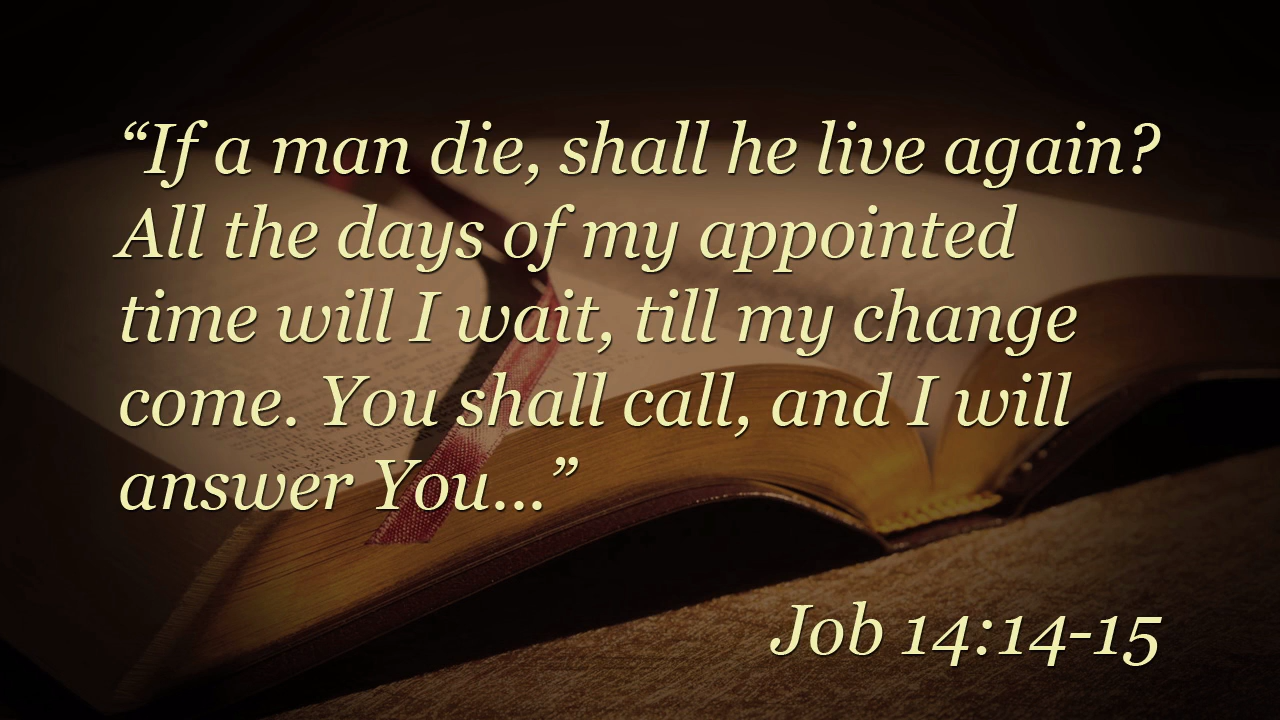 “If a man die, shall he live again?
All the days of my appointed
time will I wait, till my change
come. You shall call, and I will
answer You...”
Job 14:14-15